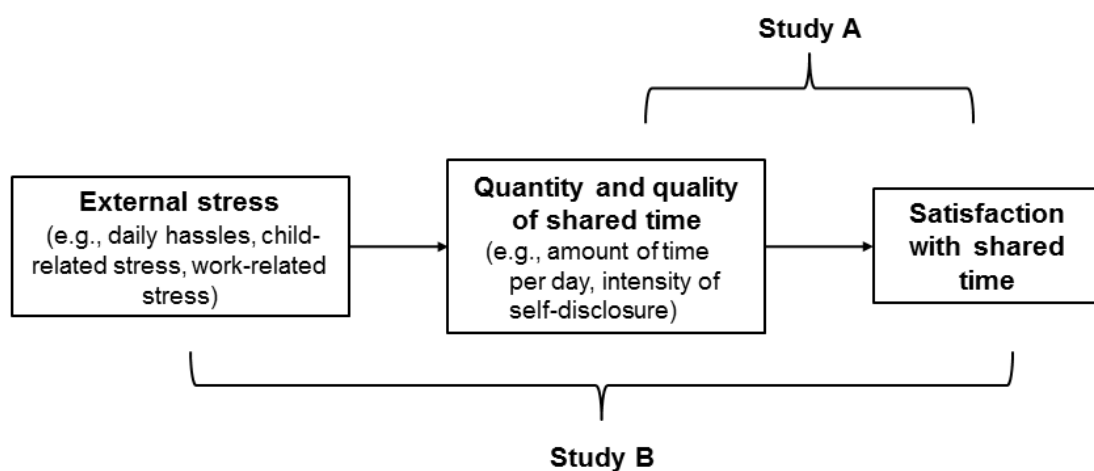 Study A
External stress
(e.g., daily hassles, child-
related stress, work-related
stress)
Quantity and quality
of shared time
(e.g., amount of time
per day, intensity of
self-disclosure)
Satisfaction
with shared
time
Study B